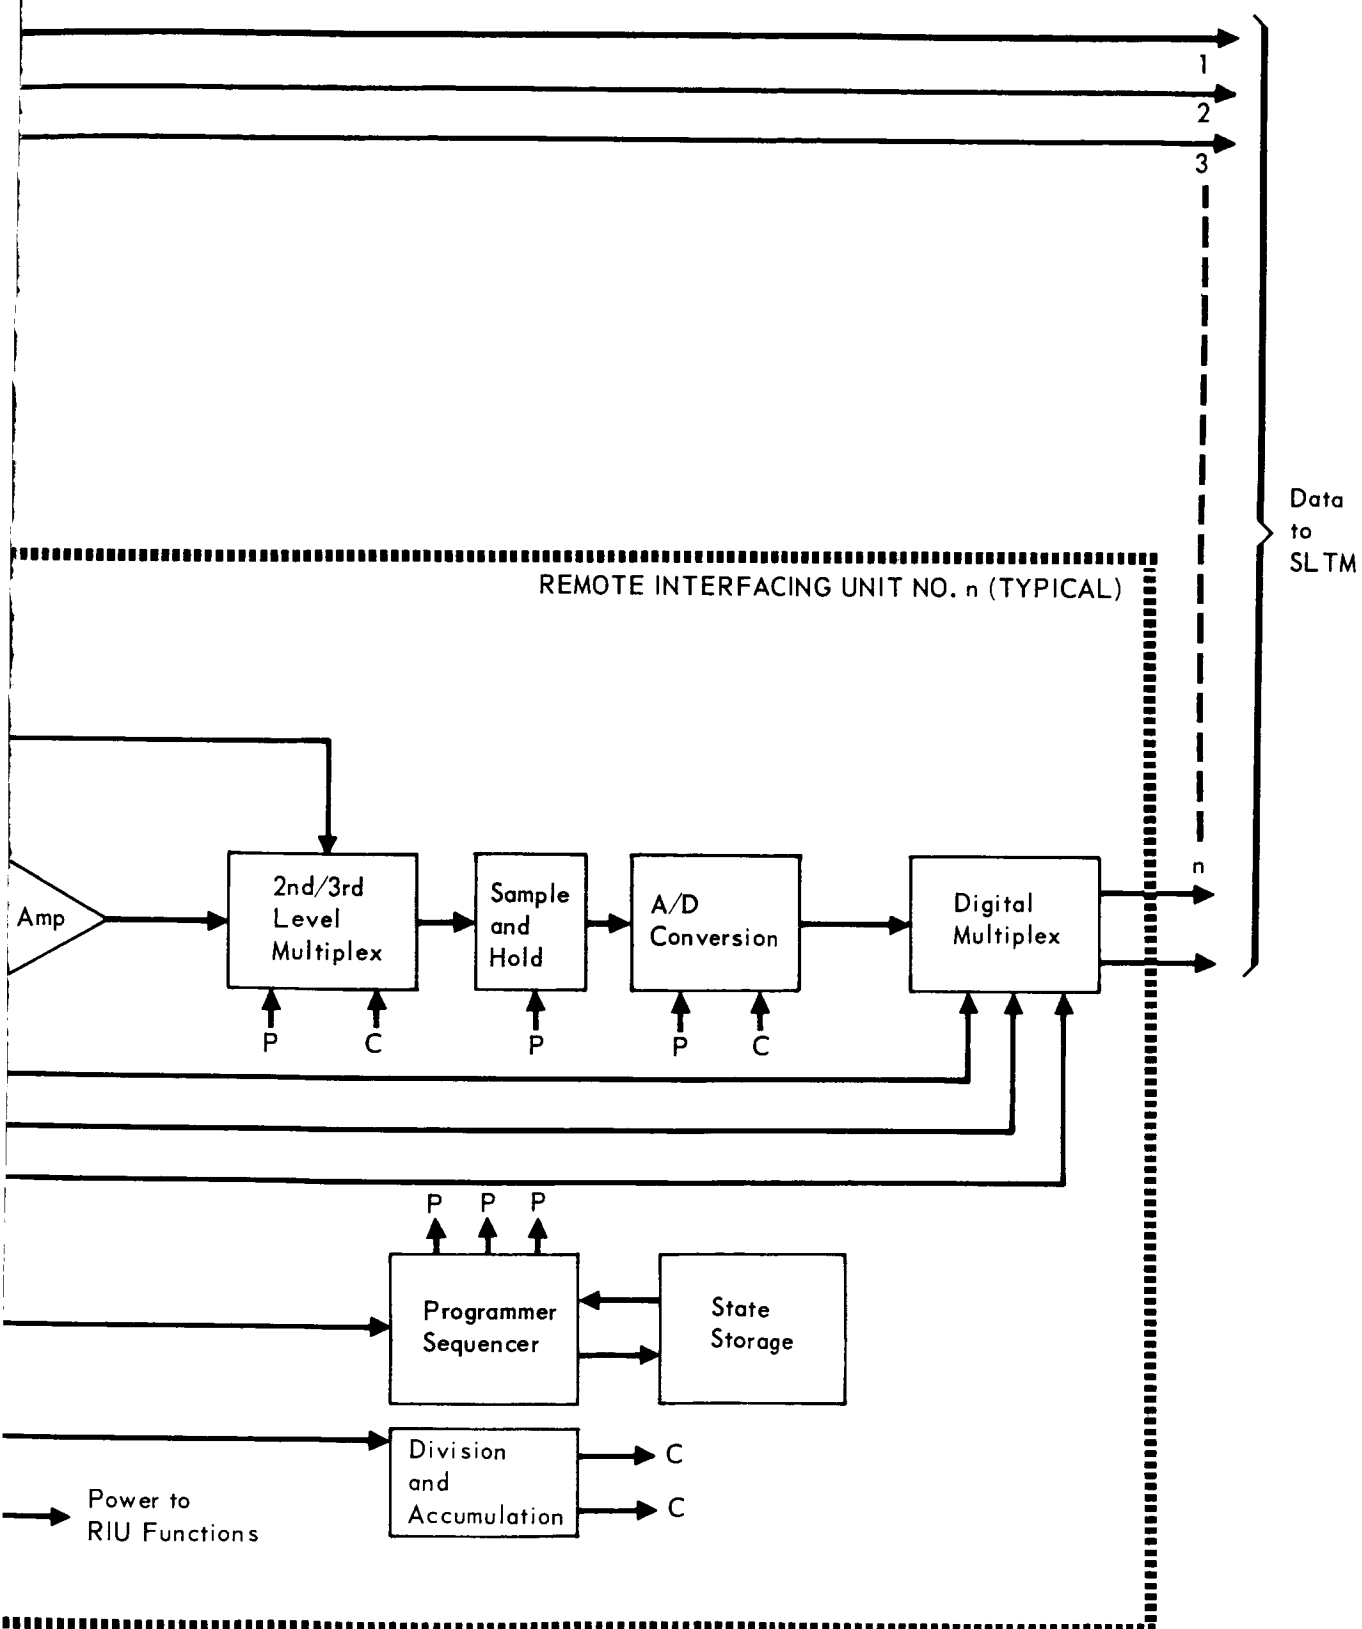 1
2
3
Data
to
SLTM
REMOTE INTERFACING UNIT NO. n (TYPICAL)
n
Amp
2nd/3rd
Level
Multiplex
Sample
and
Hold
A/D
Conversion
Digital
Multiplex
P
C
P
P
C
P
P
P
Programmer
Sequencer
State
Storage
Division
and
Accumulation
C
C
Power to
RIU Functions